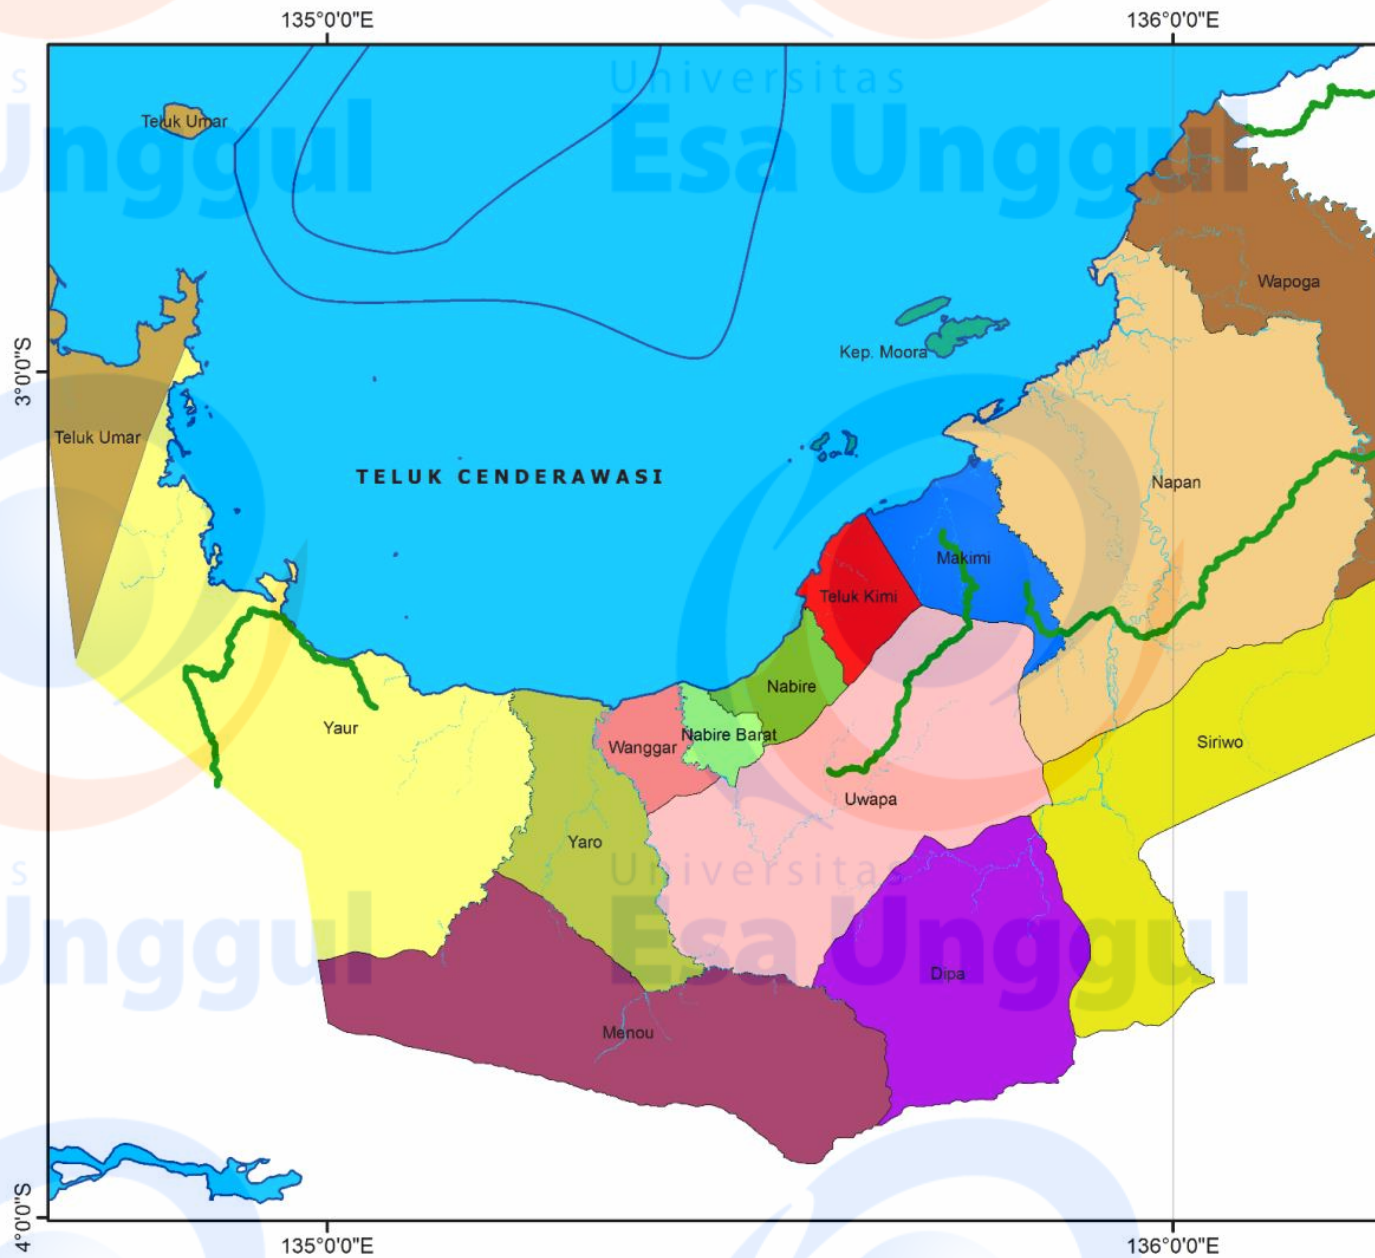 135°0'0"E
136°0'0"E
Universitas
Esa Unggul
s
Unggul
Teluk Umar
Wapoga
Kep. Moora
3°0'0"S
Teluk Umar
TELUK CENDERAWASI
Napan
Makimi
Teluk Kimi
Nabire
Yaur
Nabire Barat
Wanggar
Siriwo
Uwapa
Yaro
s
Unggul
Universitas
Esa Unggul
Dipa
Menou
4°0'0"S
135°0'0"E
136°0'0"E